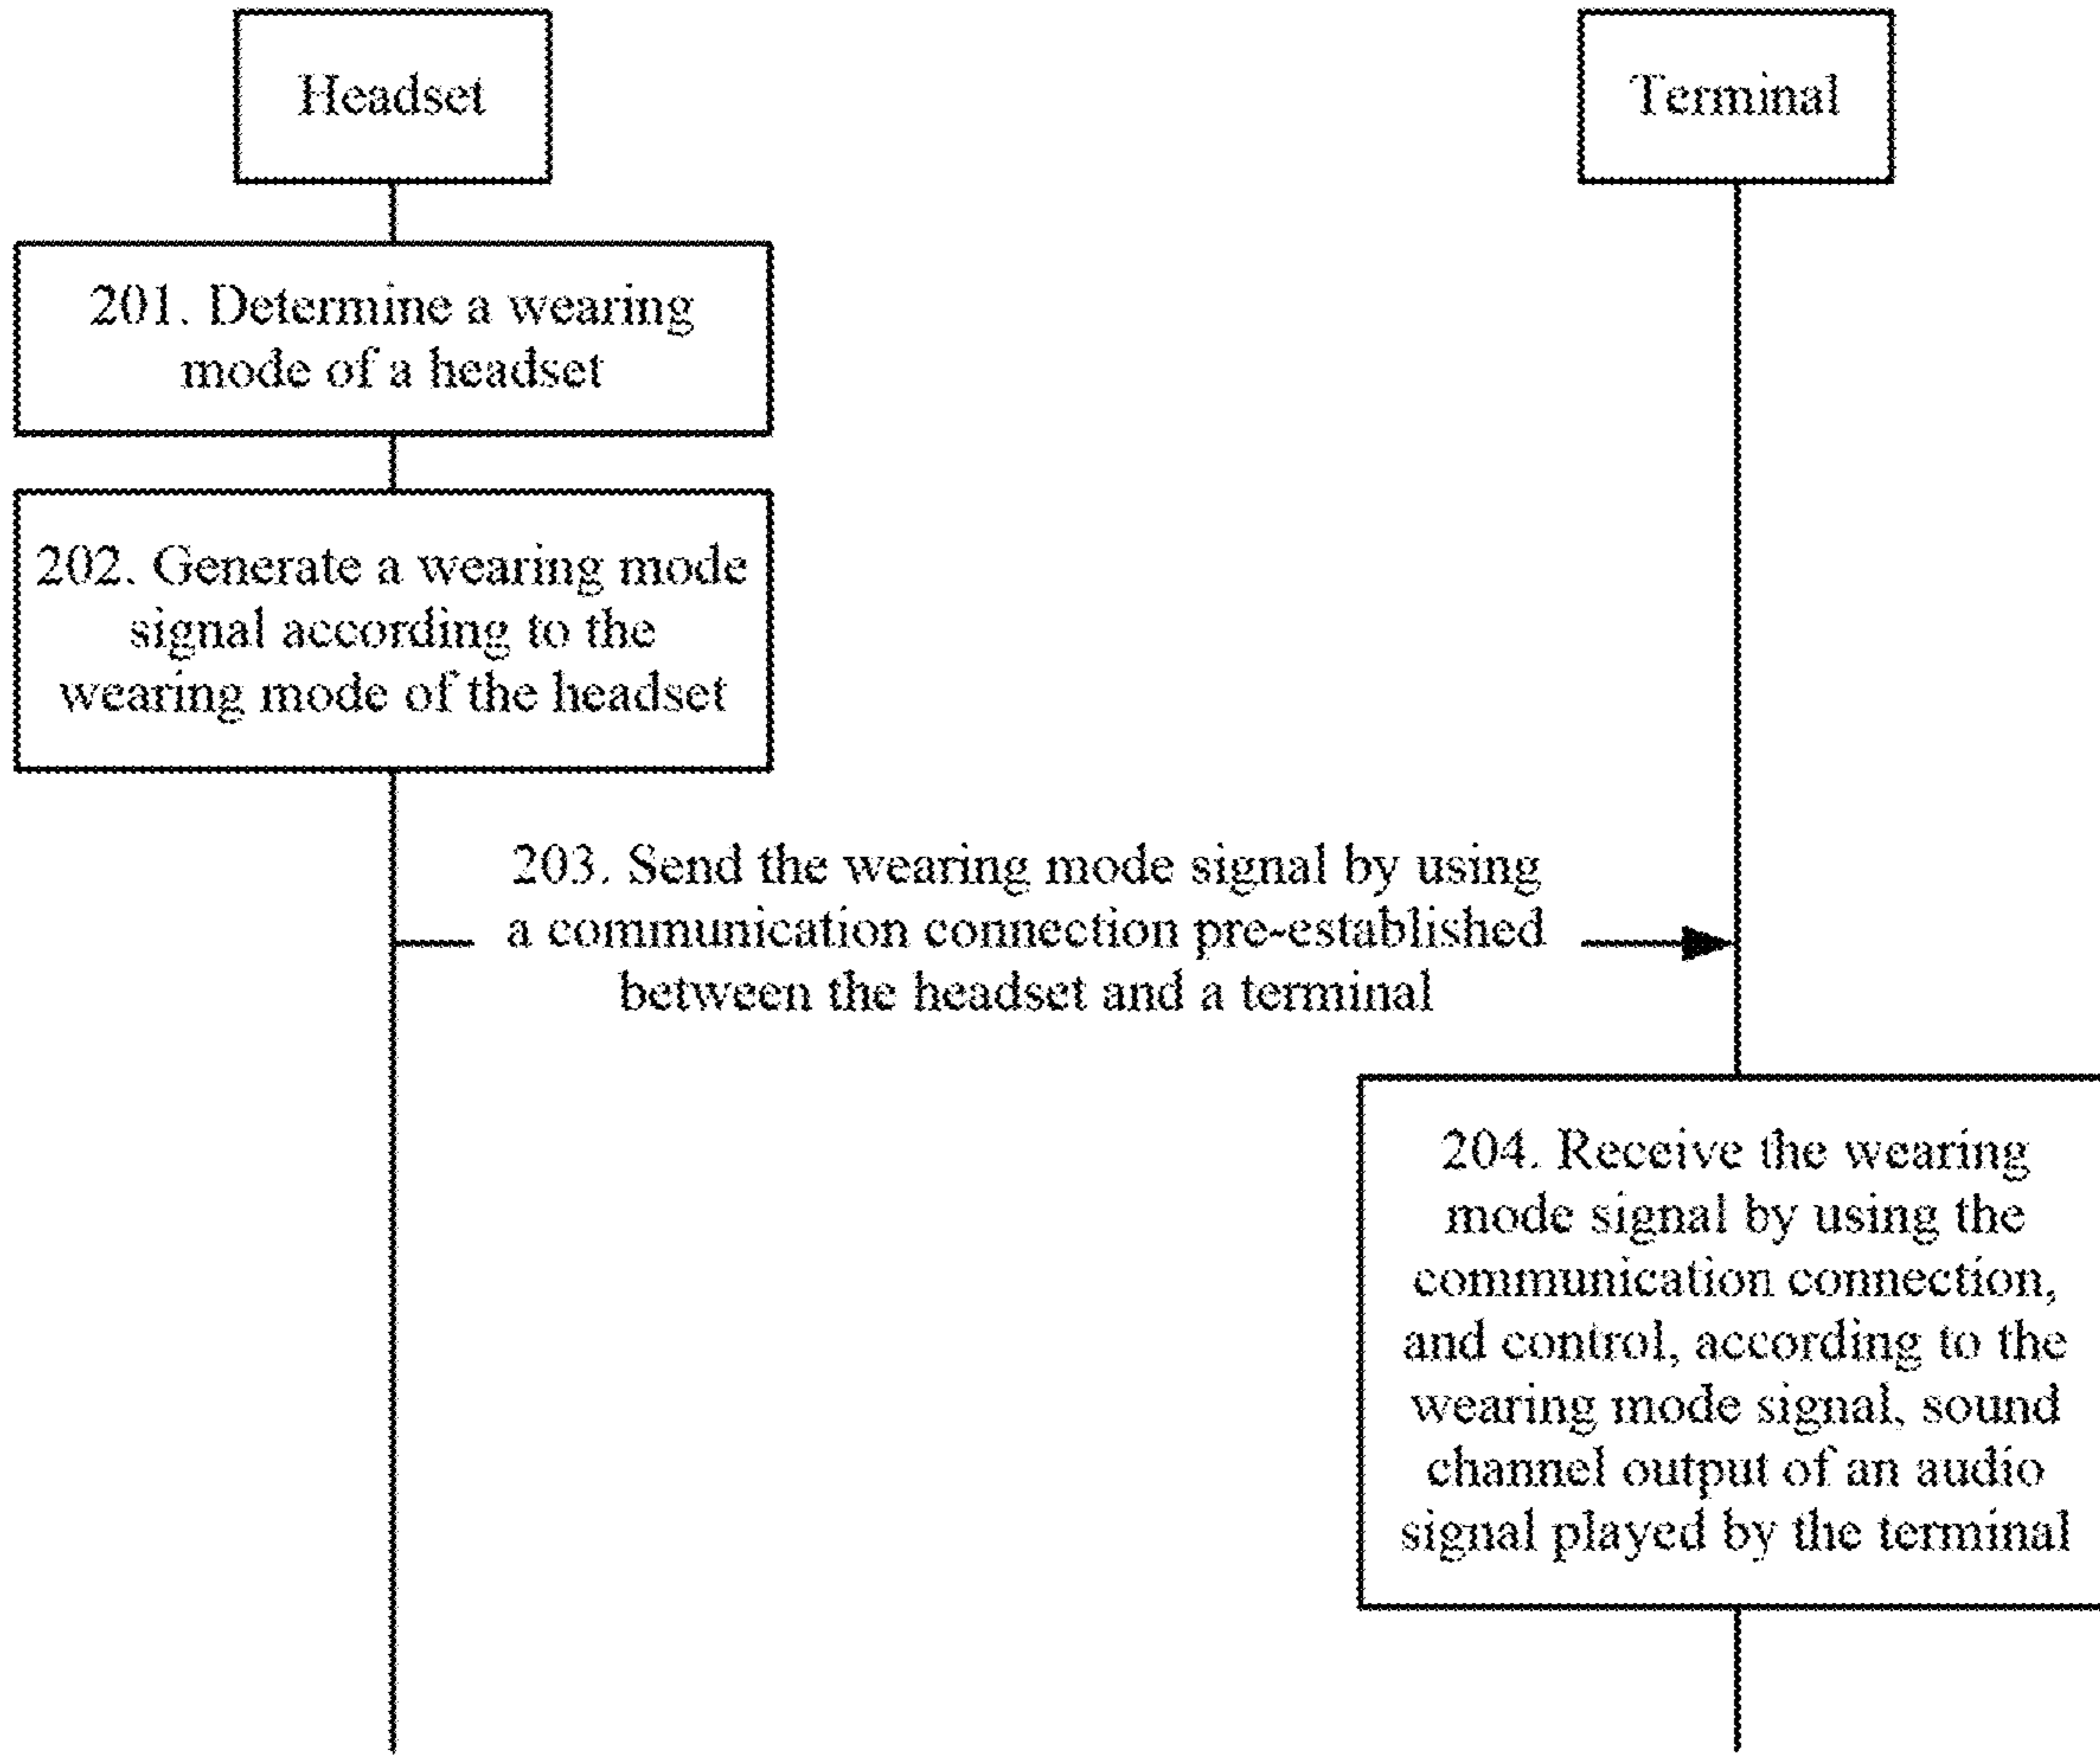 Headset
Terminal
201. Determine a wearing
mode of a headset
202. Generate a wearing mode
signal according to the
wearing mode of the headset
203. Send the wearing mode signal by using
a communication connection pre-established
between the headset and a terminal
204. Receive the wearing
mode signal by using the
communication connection,
and control, according to the
wearing mode signal, sound
channel output of an audio
signal played by the terminal